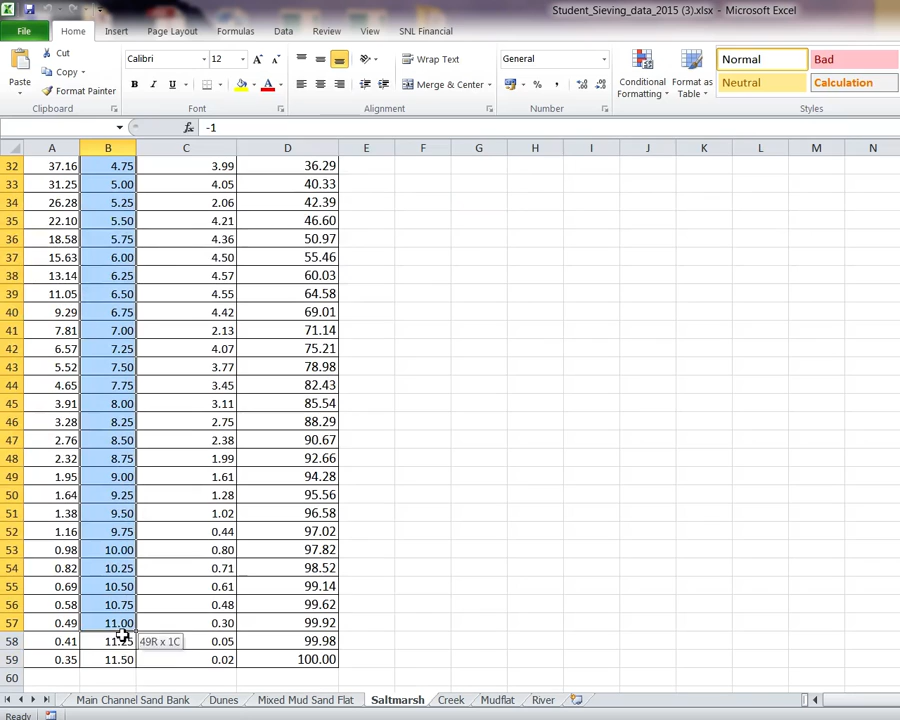 Student_Sieving_data_2015 (3).xlsx - Microsoft Excel
File Home Insert Page Layout Formulas Data Review View SNL Financial
Paste Cut Copy Format Painter
Calibri 12
B I U A
Wrap Text
Merge & Center
General
% ,
Conditional Formatting Format as Table
Normal Bad
Neutral Calculation
Clipboard Font Alignment Number Styles
fx -1
A B C D E F G H I J K L M N
32 37.16 4.75 3.99 36.29
33 31.25 5.00 4.05 40.33
34 26.28 5.25 2.06 42.39
35 22.10 5.50 4.21 46.60
36 18.58 5.75 4.36 50.97
37 15.63 6.00 4.50 55.46
38 13.14 6.25 4.57 60.03
39 11.05 6.50 4.55 64.58
40 9.29 6.75 4.42 69.01
41 7.81 7.00 2.13 71.14
42 6.57 7.25 4.07 75.21
43 5.52 7.50 3.77 78.98
44 4.65 7.75 3.45 82.43
45 3.91 8.00 3.11 85.54
46 3.28 8.25 2.75 88.29
47 2.76 8.50 2.38 90.67
48 2.32 8.75 1.99 92.66
49 1.95 9.00 1.61 94.28
50 1.64 9.25 1.28 95.56
51 1.38 9.50 1.02 96.58
52 1.16 9.75 0.44 97.02
53 0.98 10.00 0.80 97.82
54 0.82 10.25 0.71 98.52
55 0.69 10.50 0.61 99.14
56 0.58 10.75 0.48 99.62
57 0.49 11.00 0.30 99.92
58 0.41 11.25 49R x 1C 0.05 99.98
59 0.35 11.50 0.02 100.00
60
Main Channel Sand Bank Dunes Mixed Mud Sand Flat Saltmarsh Creek Mudflat River
Ready